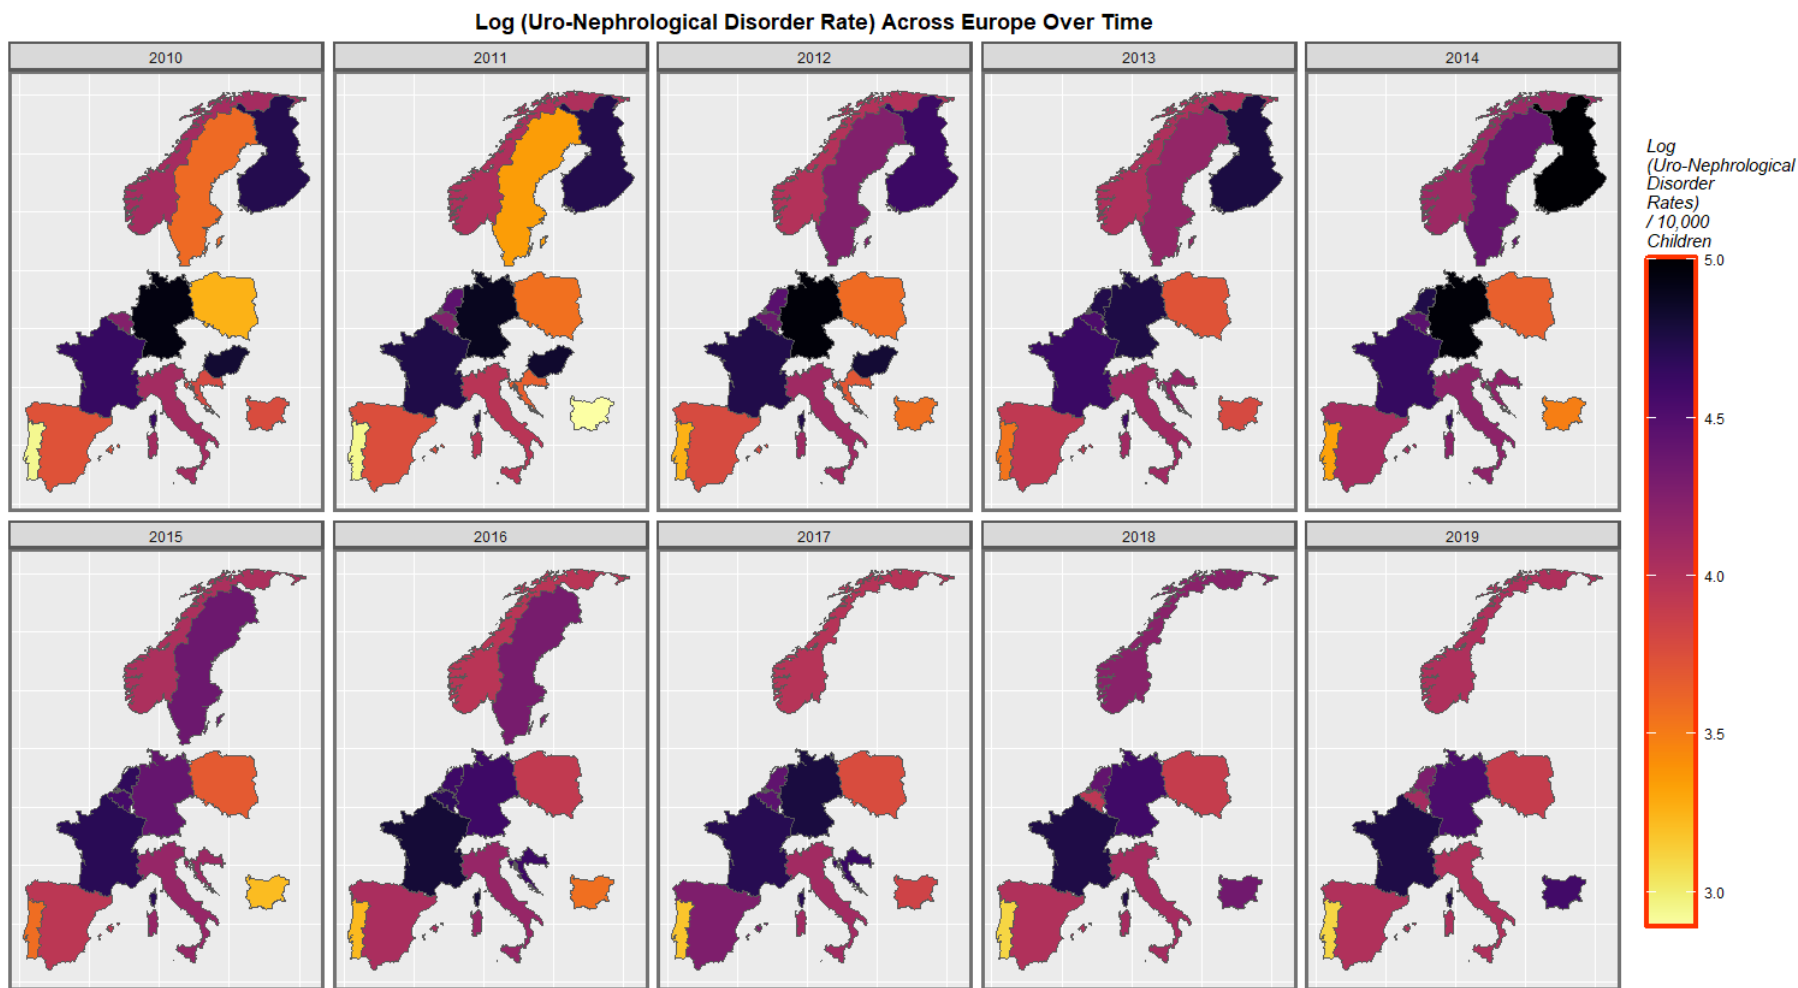 Log (Uro-Nephrological Disorder Rate) Across Europe Over Time
2010
2011
2012
2013
2014
2015
2016
2017
2018
2019
Log
(Uro-Nephrological
Disorder
Rates)
/ 10,000
Children
5.0
4.5
4.0
3.5
3.0